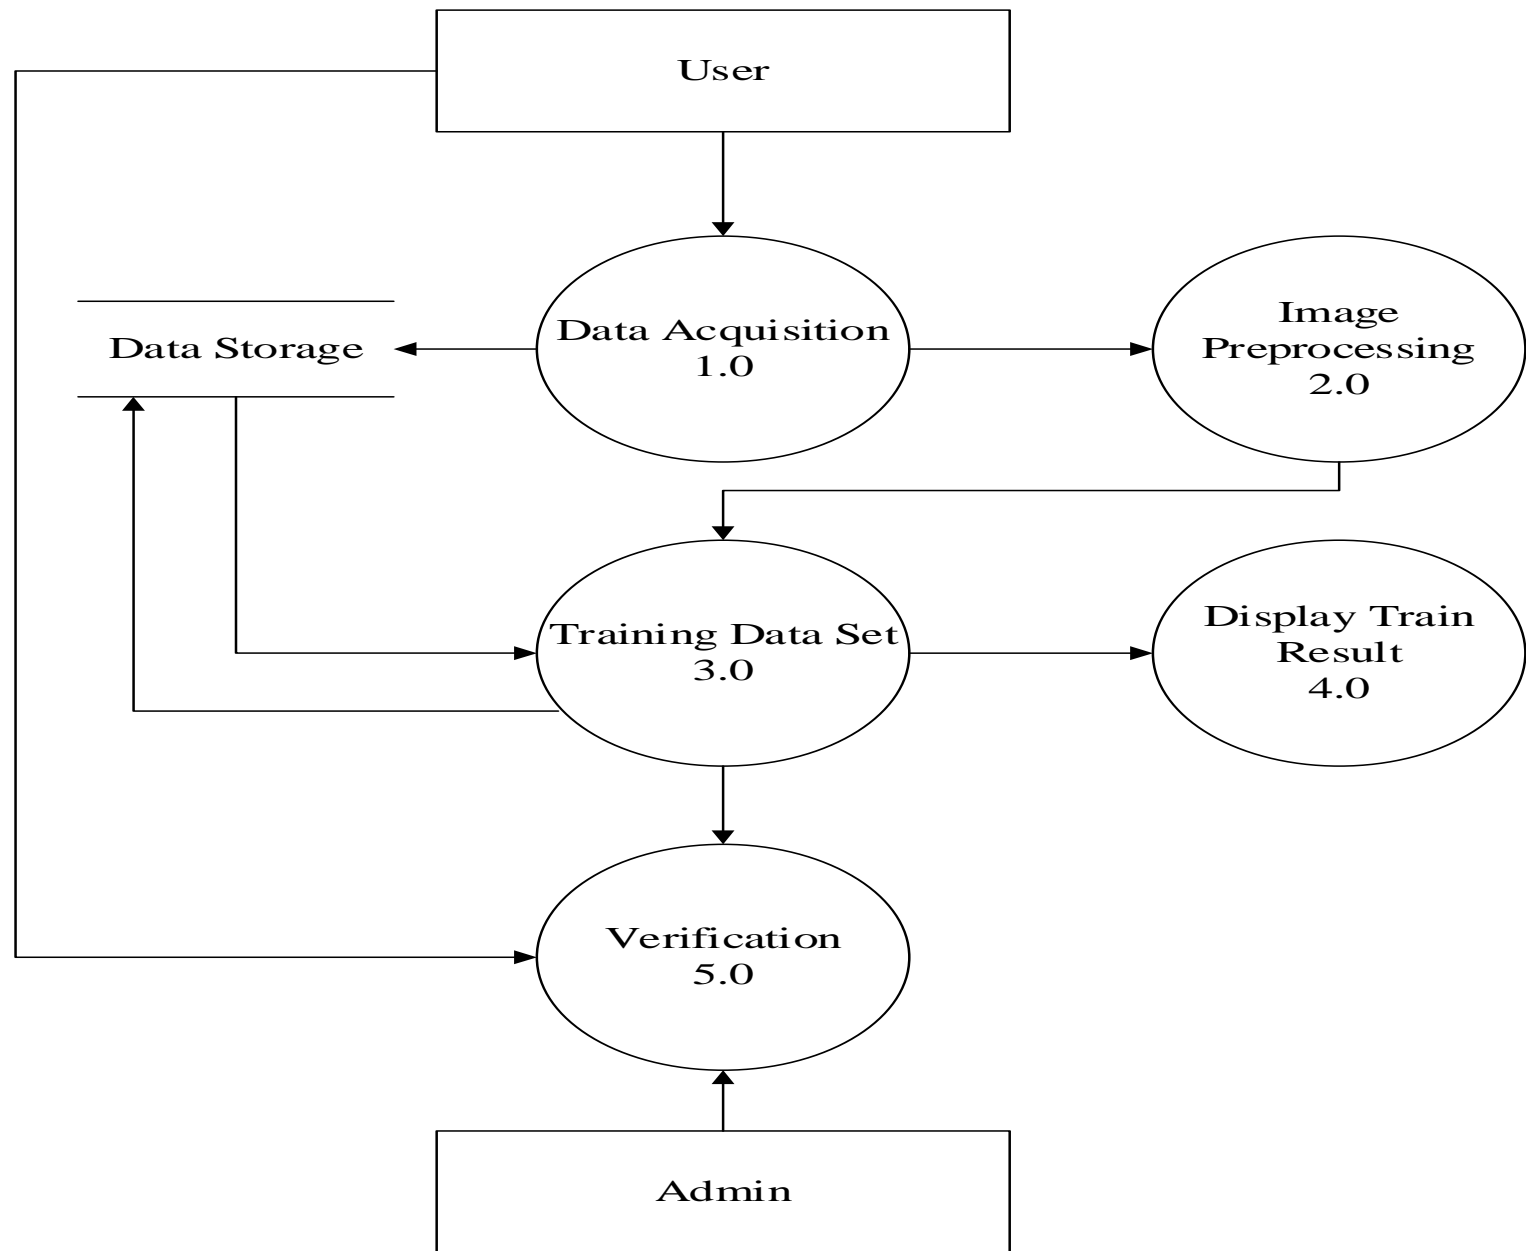 User
Data Acquisition
1.0
Image
Preprocessing
2.0
Data Storage
Training Data Set
3.0
Display Train
Result
4.0
Verification
5.0
Admin